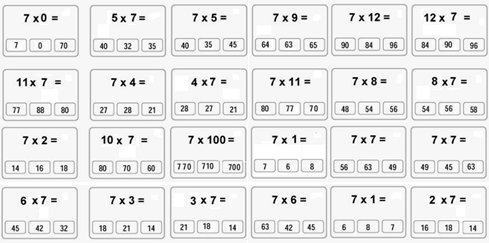 7 x 0 = 5 x 7 = 7 x 5 = 7 x 9 = 7 x 12 = 12 x 7 =
7 0 70 40 32 35 40 35 45 64 63 65 90 84 96 84 90 96
11 x 7 = 7 x 4 = 4 x 7 = 7 x 11 = 7 x 8 = 8 x 7 =
77 88 80 27 28 21 28 27 21 80 77 70 48 54 56 54 56 58
7 x 2 = 10 x 7 = 7 x 100 = 7 x 1 = 7 x 7 = 7 x 7 =
14 16 18 80 70 60 770 710 700 7 6 8 56 63 49 49 45 63
6 x 7 = 7 x 3 = 3 x 7 = 7 x 6 = 7 x 1 = 2 x 7 =
45 42 32 18 21 14 21 18 14 63 42 45 6 8 7 16 18 14